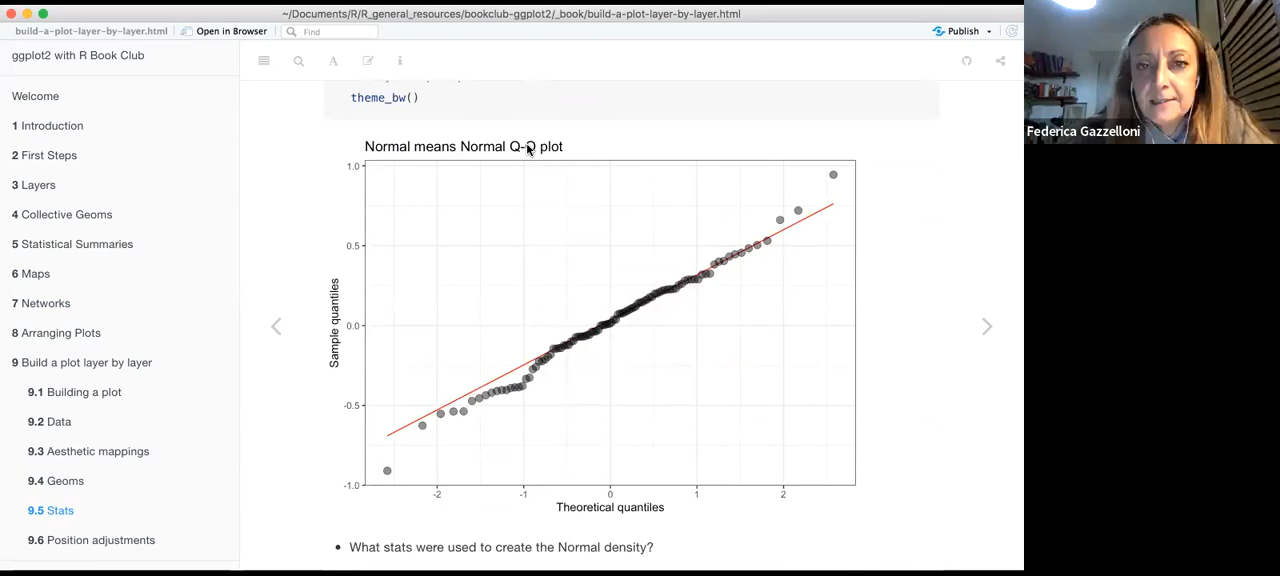 ~/Documents/R/R_general_resources/bookclub-ggplot2/_book/build-a-plot-layer-by-layer.html
build-a-plot-layer-by-layer.html
Open in Browser
Find
Publish
ggplot2 with R Book Club
Welcome
1 Introduction
2 First Steps
3 Layers
4 Collective Geoms
5 Statistical Summaries
6 Maps
7 Networks
8 Arranging Plots
9 Build a plot layer by layer
9.1 Building a plot
9.2 Data
9.3 Aesthetic mappings
9.4 Geoms
9.5 Stats
9.6 Position adjustments
A
i
theme_bw()
Normal means Normal Q-Q plot
1.0
0.5
0.0
-0.5
-1.0
Sample quantiles
-2 -1 0 1 2
Theoretical quantiles
• What stats were used to create the Normal density?
Federica Gazzelloni